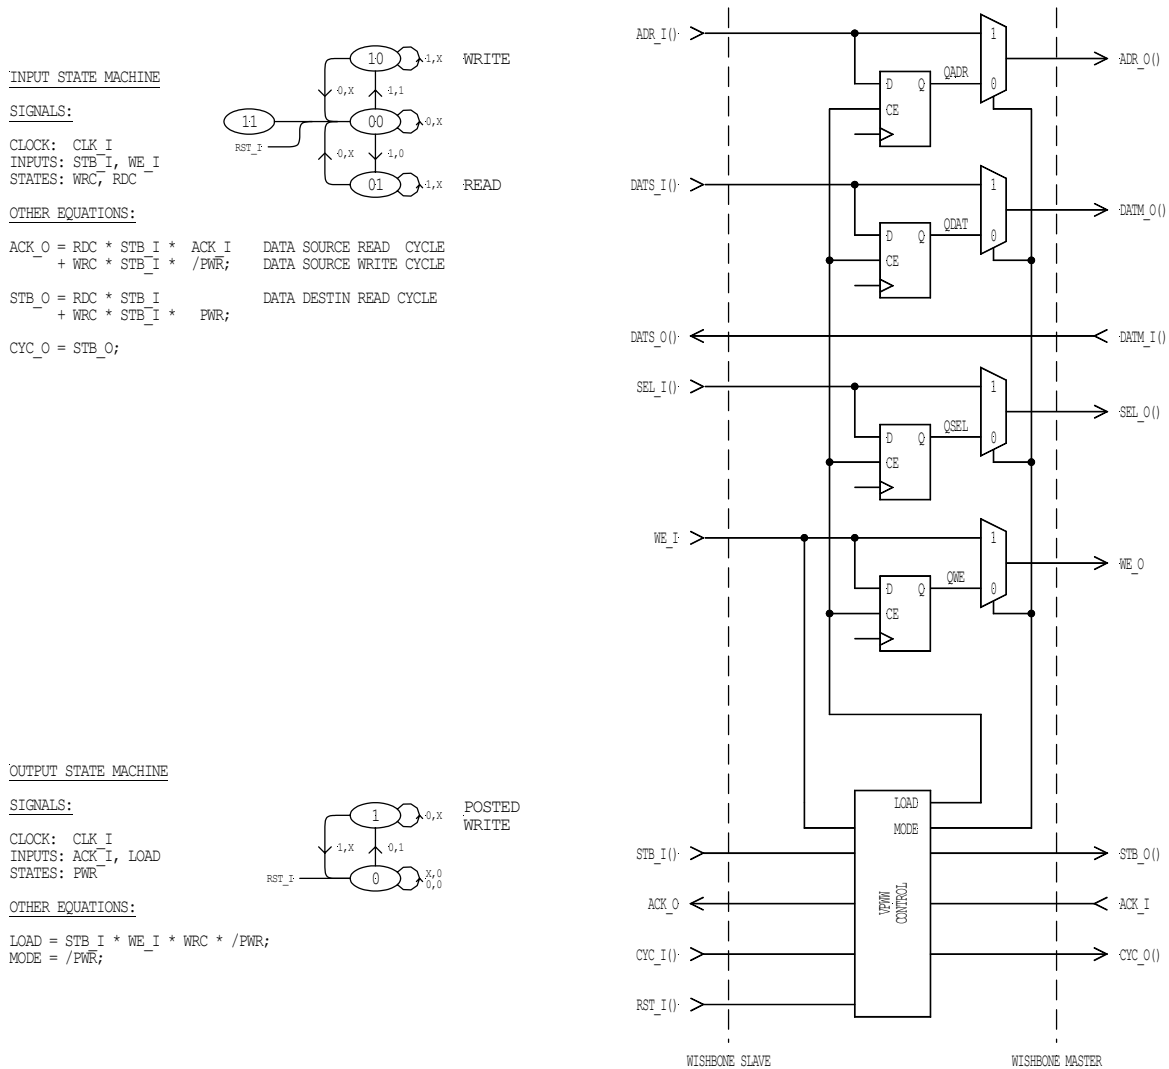 INPUT STATE MACHINE
SIGNALS:
CLOCK: CLK_I
INPUTS: STB_I, WE_I
STATES: WRC, RDC
OTHER EQUATIONS:
ACK_O = RDC * STB_I * ACK_I DATA SOURCE READ CYCLE
+ WRC * STB_I * /PWR; DATA SOURCE WRITE CYCLE
STB_O = RDC * STB_I DATA DESTIN READ CYCLE
+ WRC * STB_I * PWR;
CYC_O = STB_O;
10 1,X WRITE
0,X 1,1
11 00 0,X
RST_I
0,X 1,0
01 1,X READ
OUTPUT STATE MACHINE
SIGNALS:
CLOCK: CLK_I
INPUTS: ACK_I, LOAD
STATES: PWR
OTHER EQUATIONS:
LOAD = STB_I * WE_I * WRC * /PWR;
MODE = /PWR;
1 0,X POSTED
WRITE
1,X 0,1
RST_I 0 X,0
0,0
ADR_I() 1 ADR_O()
D Q QADR 0
CE
DATS_I() 1 DATM_O()
D Q QDAT 0
CE
DATS_O() DATM_I()
SEL_I() 1 SEL_O()
D Q QSEL 0
CE
WE_I 1 WE_O
D Q QWE 0
CE
LOAD
MODE
VPWW
CONTROL
STB_I() STB_O()
ACK_O ACK_I
CYC_I() CYC_O()
RST_I()
WISHBONE SLAVE WISHBONE MASTER